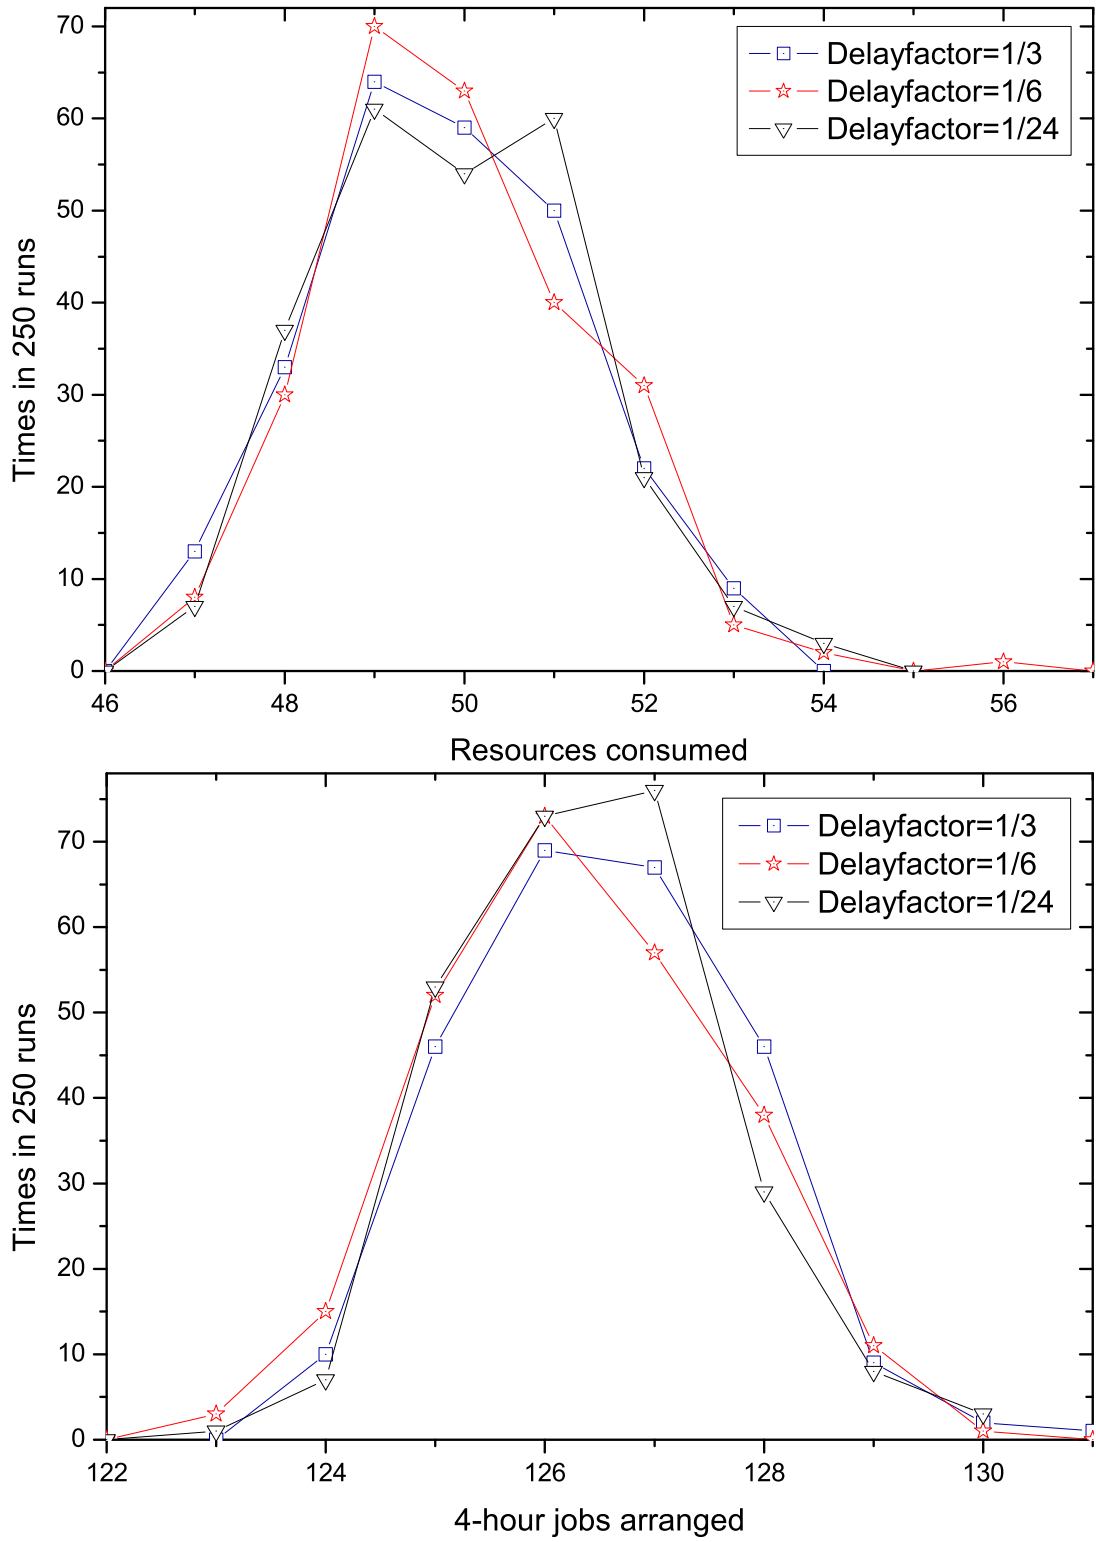 70
60
50
40
30
20
10
0
Times in 250 runs
Delayfactor=1/3
Delayfactor=1/6
Delayfactor=1/24
46 48 50 52 54 56
Resources consumed
70
60
50
40
30
20
10
0
Times in 250 runs
Delayfactor=1/3
Delayfactor=1/6
Delayfactor=1/24
122 124 126 128 130
4-hour jobs arranged